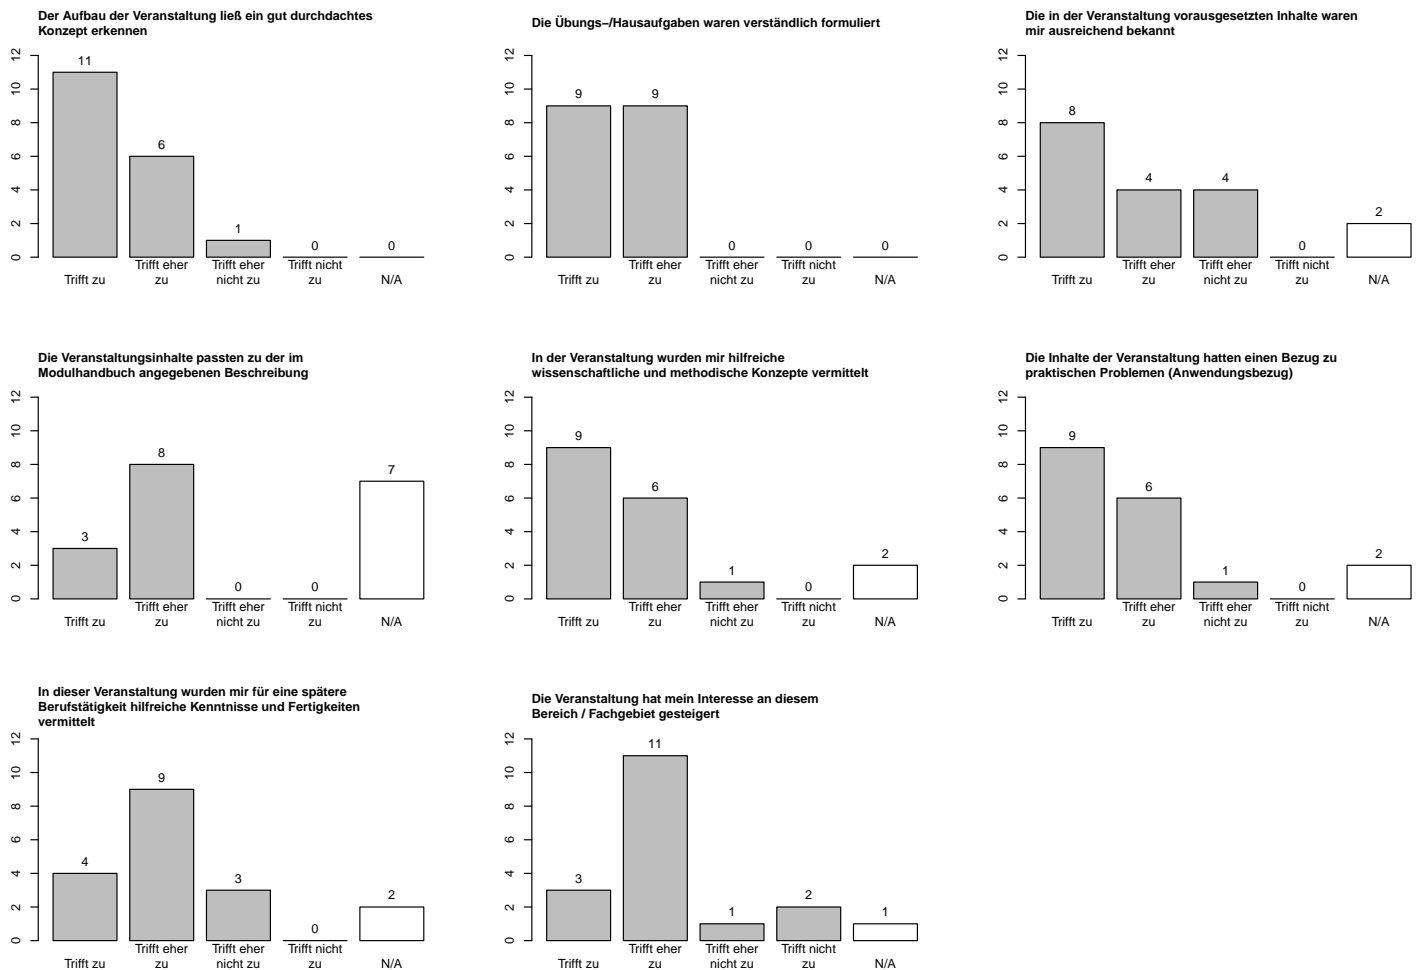 Der Aufbau der Veranstaltung ließ ein gut durchdachtes
Konzept erkennen
12
10
8
6
4
2
0
11
6
1
0
0
Trifft zu
Trifft eher
zu
Trifft eher
nicht zu
Trifft nicht
zu
N/A
Die Übungs–/Hausaufgaben waren verständlich formuliert
12
10
8
6
4
2
0
9
9
0
0
0
Trifft zu
Trifft eher
zu
Trifft eher
nicht zu
Trifft nicht
zu
N/A
Die in der Veranstaltung vorausgesetzten Inhalte waren
mir ausreichend bekannt
12
10
8
6
4
2
0
8
4
4
0
2
Trifft zu
Trifft eher
zu
Trifft eher
nicht zu
Trifft nicht
zu
N/A
Die Veranstaltungsinhalte passten zu der im
Modulhandbuch angegebenen Beschreibung
12
10
8
6
4
2
0
3
8
0
0
7
Trifft zu
Trifft eher
zu
Trifft eher
nicht zu
Trifft nicht
zu
N/A
In der Veranstaltung wurden mir hilfreiche
wissenschaftliche und methodische Konzepte vermittelt
12
10
8
6
4
2
0
9
6
1
0
2
Trifft zu
Trifft eher
zu
Trifft eher
nicht zu
Trifft nicht
zu
N/A
Die Inhalte der Veranstaltung hatten einen Bezug zu
praktischen Problemen (Anwendungsbezug)
12
10
8
6
4
2
0
9
6
1
0
2
Trifft zu
Trifft eher
zu
Trifft eher
nicht zu
Trifft nicht
zu
N/A
In dieser Veranstaltung wurden mir für eine spätere
Berufstätigkeit hilfreiche Kenntnisse und Fertigkeiten
vermittelt
12
10
8
6
4
2
0
4
9
3
0
2
Trifft zu
Trifft eher
zu
Trifft eher
nicht zu
Trifft nicht
zu
N/A
Die Veranstaltung hat mein Interesse an diesem
Bereich / Fachgebiet gesteigert
12
10
8
6
4
2
0
3
11
1
2
1
Trifft zu
Trifft eher
zu
Trifft eher
nicht zu
Trifft nicht
zu
N/A